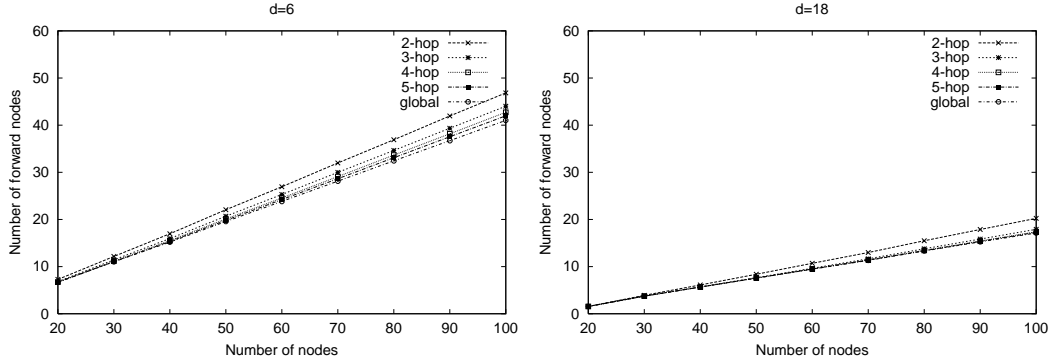 d=6
60
50
40
30
20
10
0
Number of forward nodes
2-hop
3-hop
4-hop
5-hop
global
20 30 40 50 60 70 80 90 100
Number of nodes
d=18
60
50
40
30
20
10
0
Number of forward nodes
2-hop
3-hop
4-hop
5-hop
global
20 30 40 50 60 70 80 90 100
Number of nodes